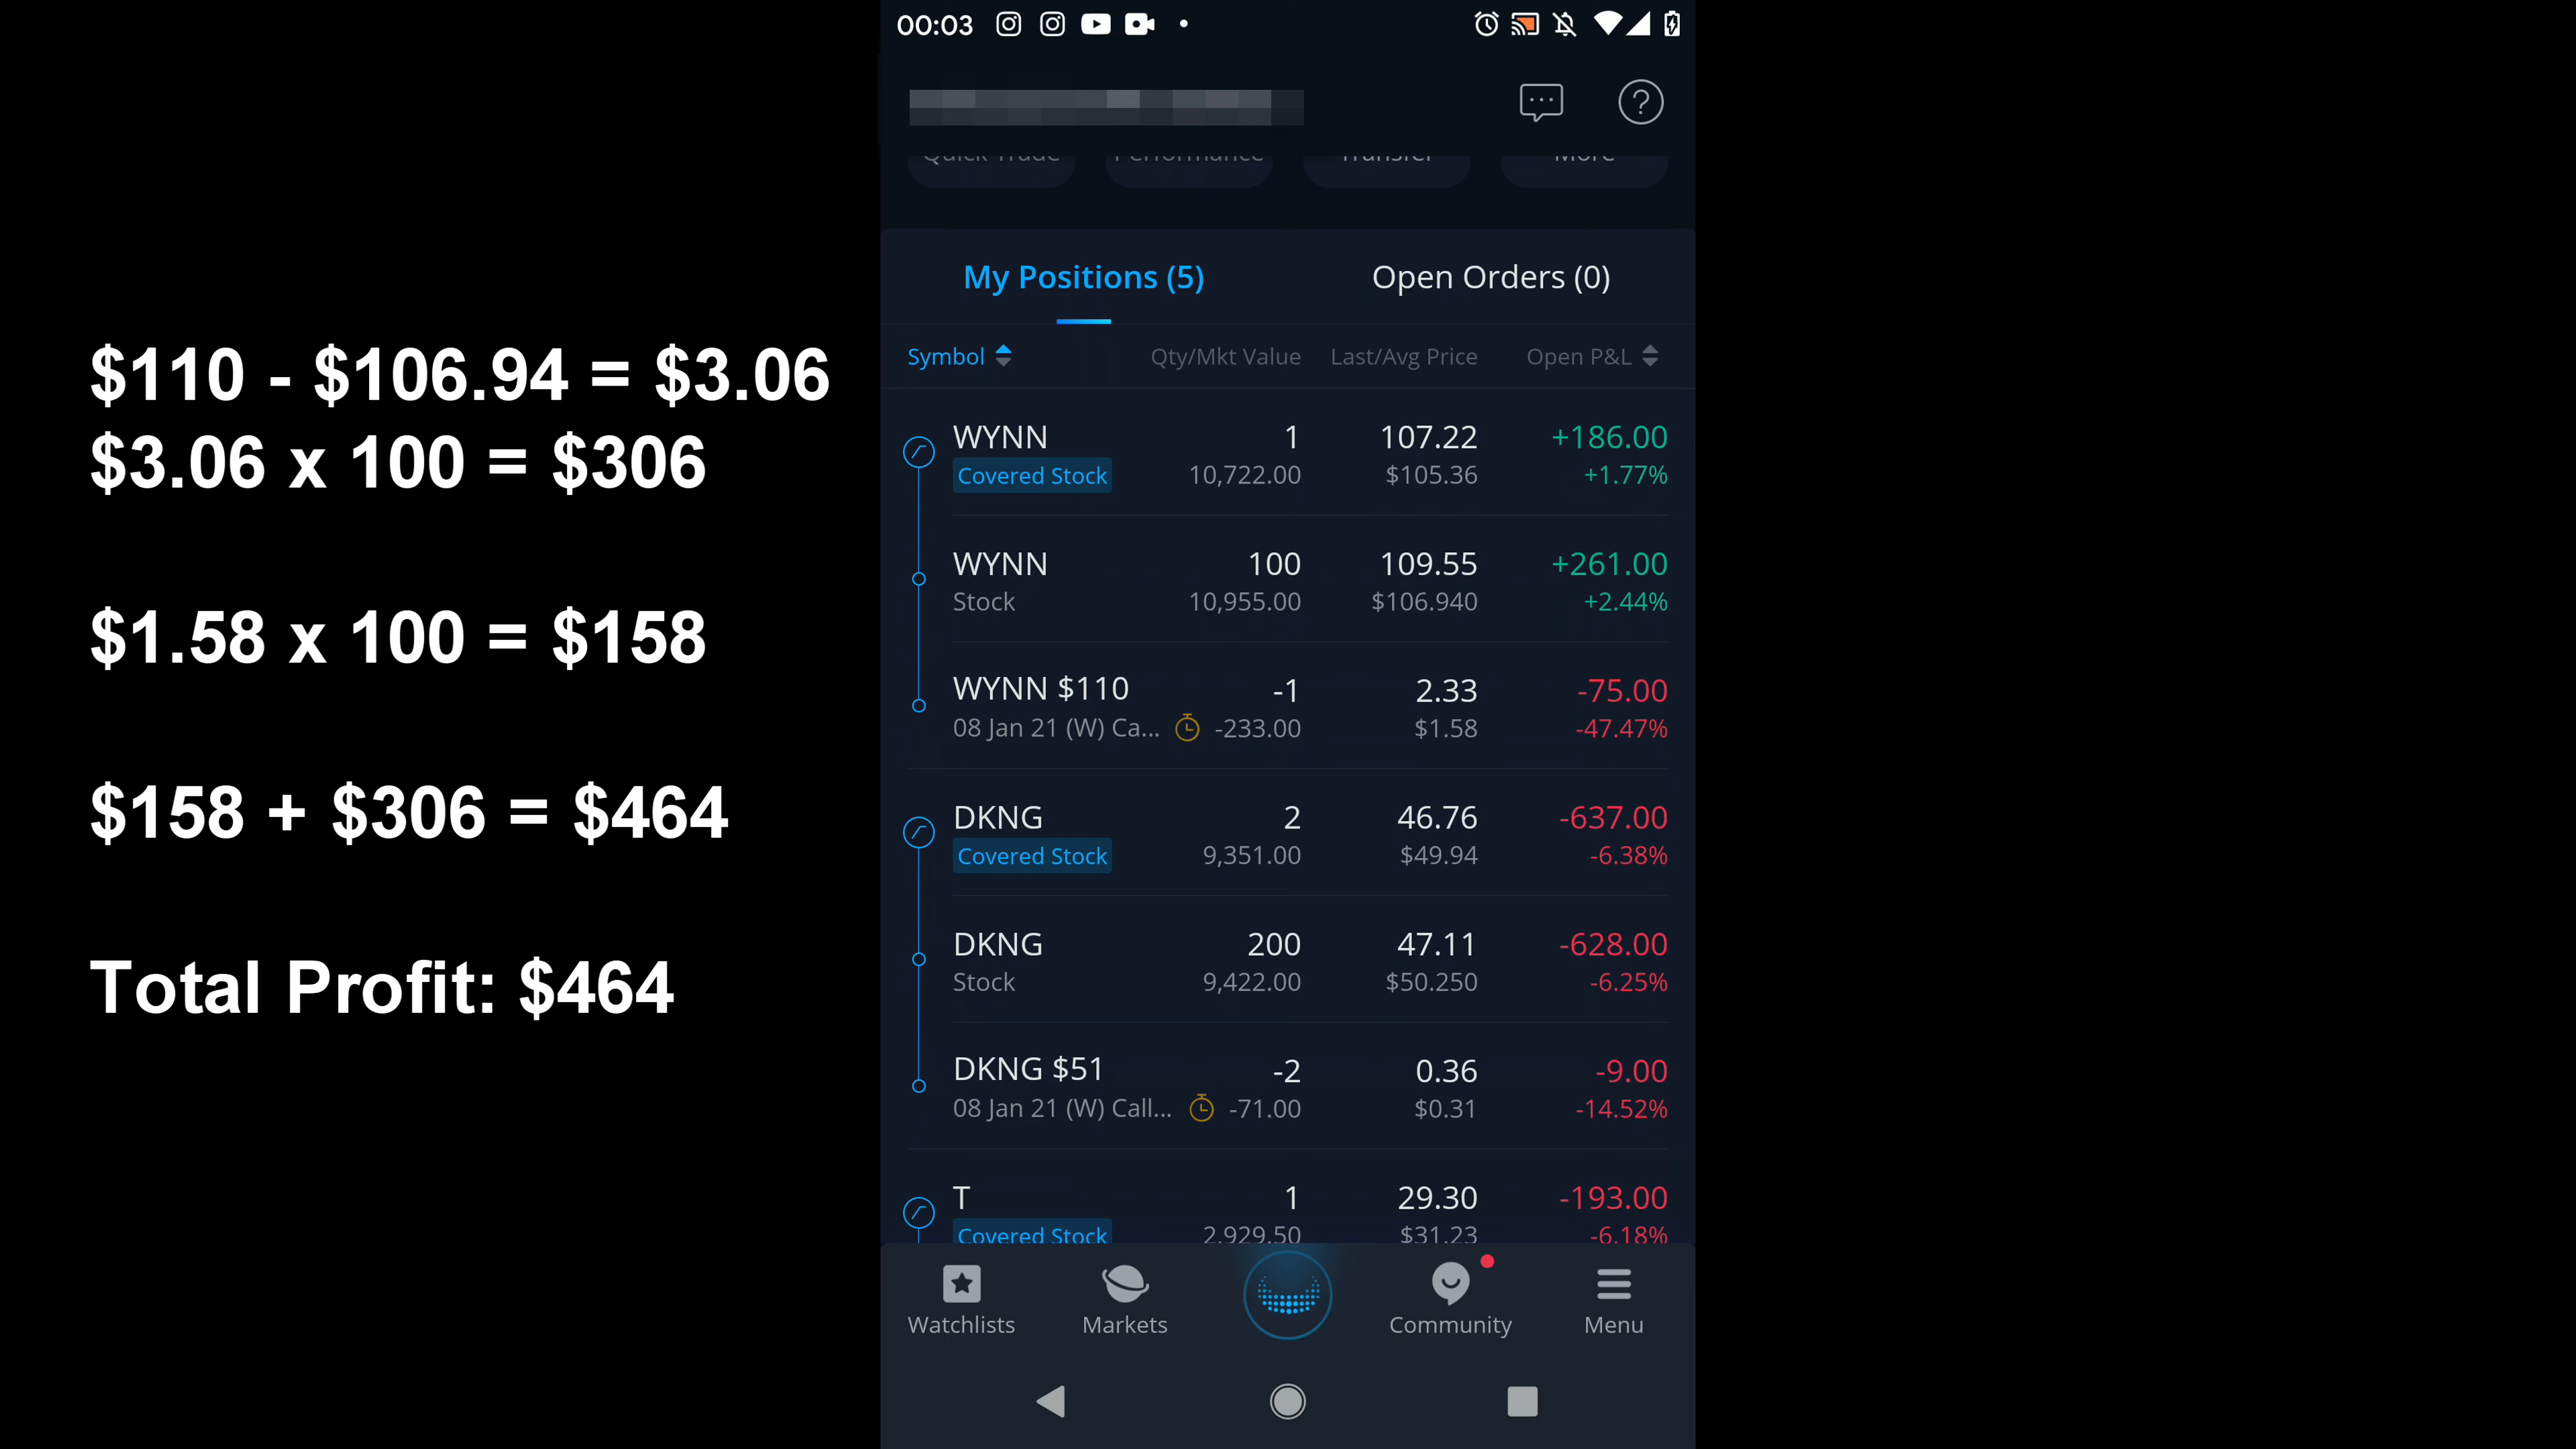 00:03
Quick Trade Performance Transfer More
My Positions (5) Open Orders (0)
Symbol Qty/Mkt Value Last/Avg Price Open P&L
$110 - $106.94 = $3.06
$3.06 x 100 = $306
$1.58 x 100 = $158
$158 + $306 = $464
Total Profit: $464
WYNN 1 107.22 +186.00
Covered Stock 10,722.00 $105.36 +1.77%
WYNN 100 109.55 +261.00
Stock 10,955.00 $106.940 +2.44%
WYNN $110 -1 2.33 -75.00
08 Jan 21 (W) Ca... -233.00 $1.58 -47.47%
DKNG 2 46.76 -637.00
Covered Stock 9,351.00 $49.94 -6.38%
DKNG 200 47.11 -628.00
Stock 9,422.00 $50.250 -6.25%
DKNG $51 -2 0.36 -9.00
08 Jan 21 (W) Call... -71.00 $0.31 -14.52%
T 1 29.30 -193.00
Covered Stock 2,929.50 $31.23 -6.18%
Watchlists Markets Community Menu